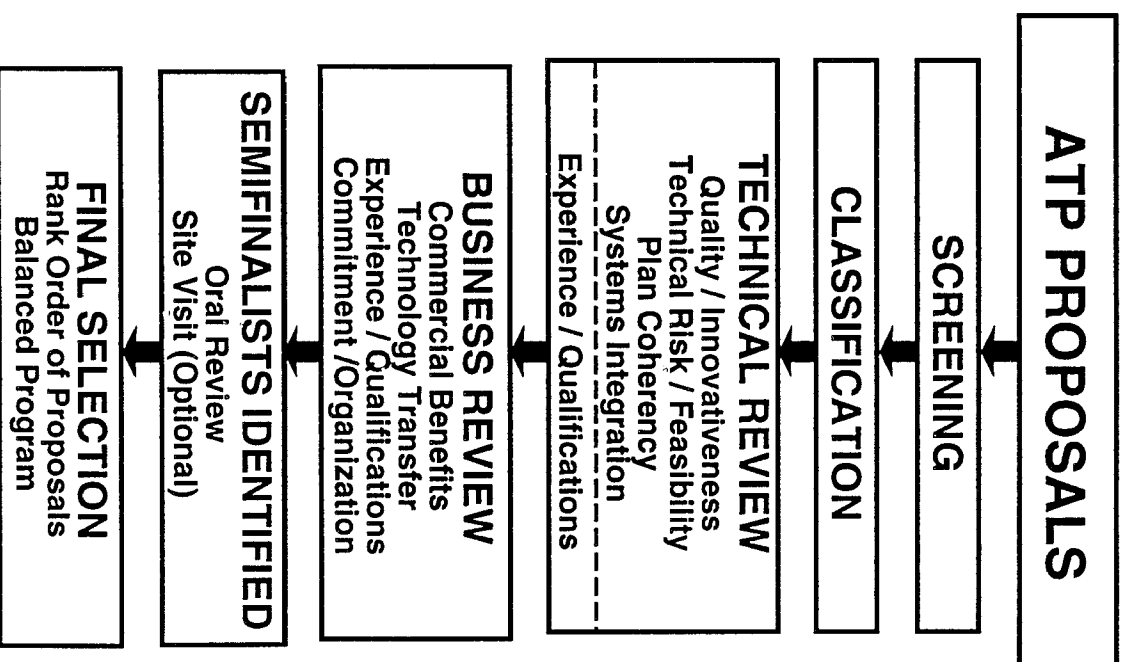 ATP PROPOSALS
SCREENING
CLASSIFICATION
TECHNICAL REVIEW
Quality / Innovativeness
Technical Risk / Feasibility
Plan Coherency
Systems Integration
Experience / Qualifications
BUSINESS REVIEW
Commercial Benefits
Technology Transfer
Experience / Qualifications
Commitment /Organization
SEMIFINALISTS IDENTIFIED
Oral Review
Site Visit (Optional)
FINAL SELECTION
Rank Order of Proposals
Balanced Program